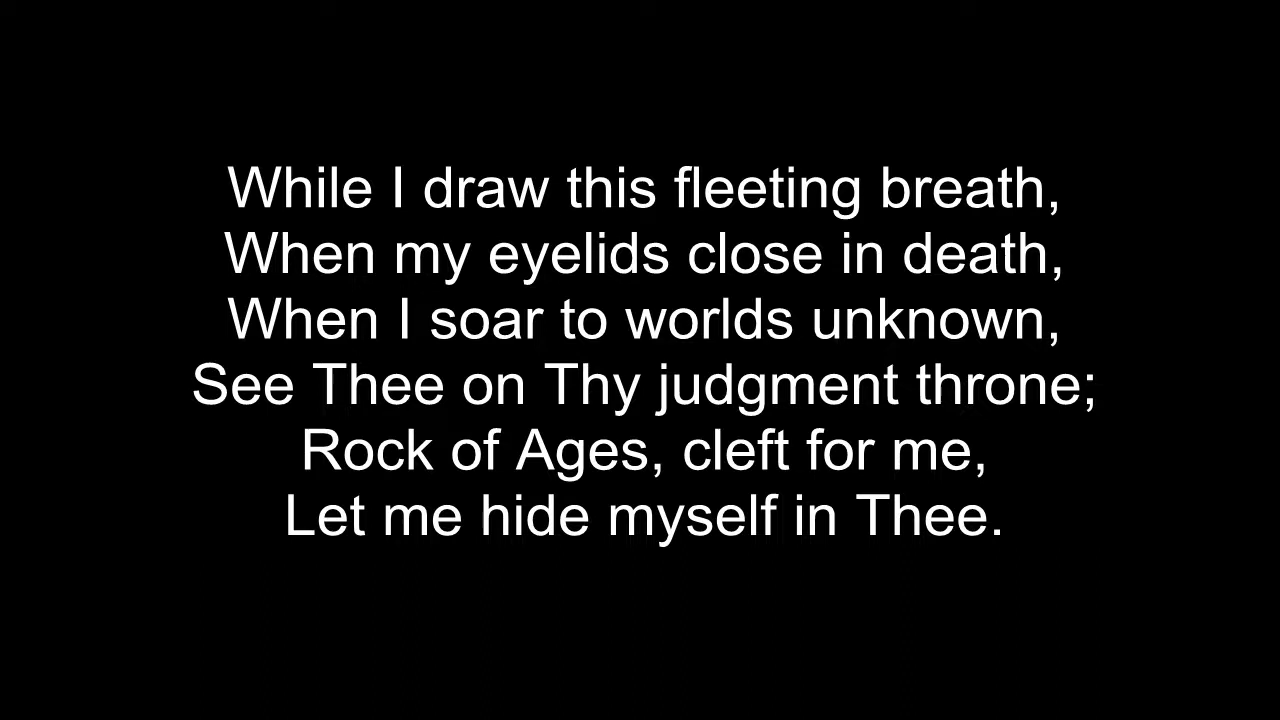 While I draw this fleeting breath,
When my eyelids close in death,
When I soar to worlds unknown,
See Thee on Thy judgment throne;
Rock of Ages, cleft for me,
Let me hide myself in Thee.